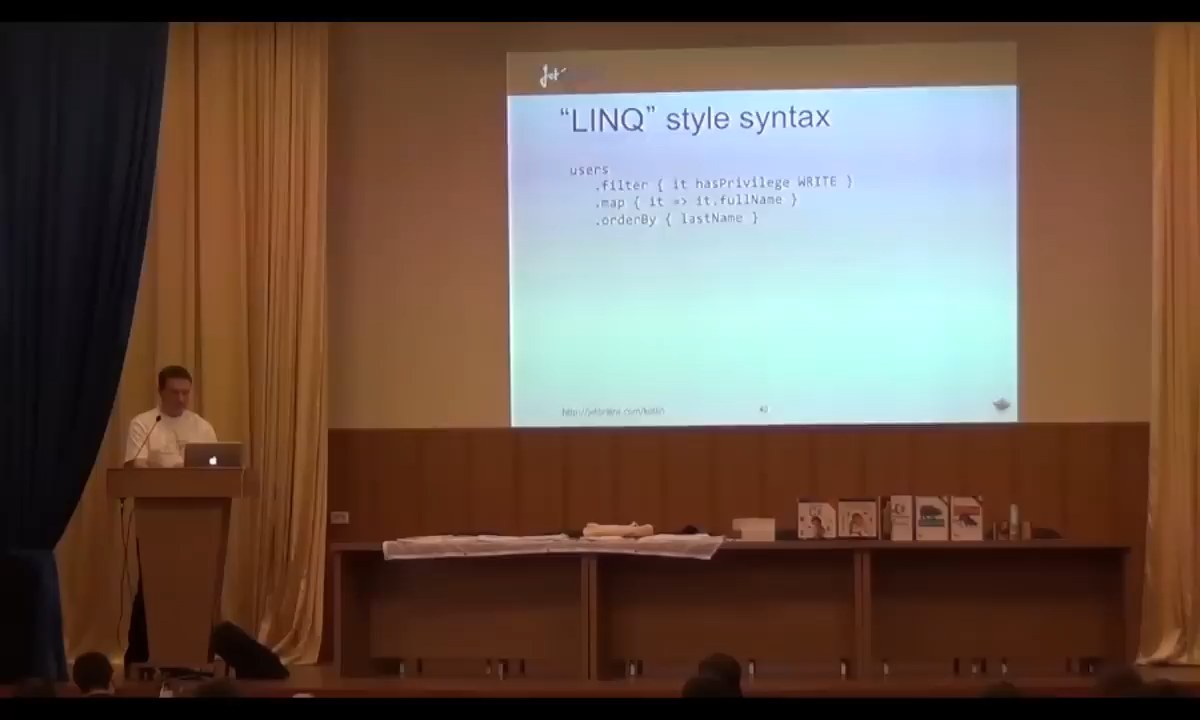 “LINQ” style syntax
users
.filter { it hasPrivilege WRITE }
.map { it => it.fullName }
.orderBy { lastName }